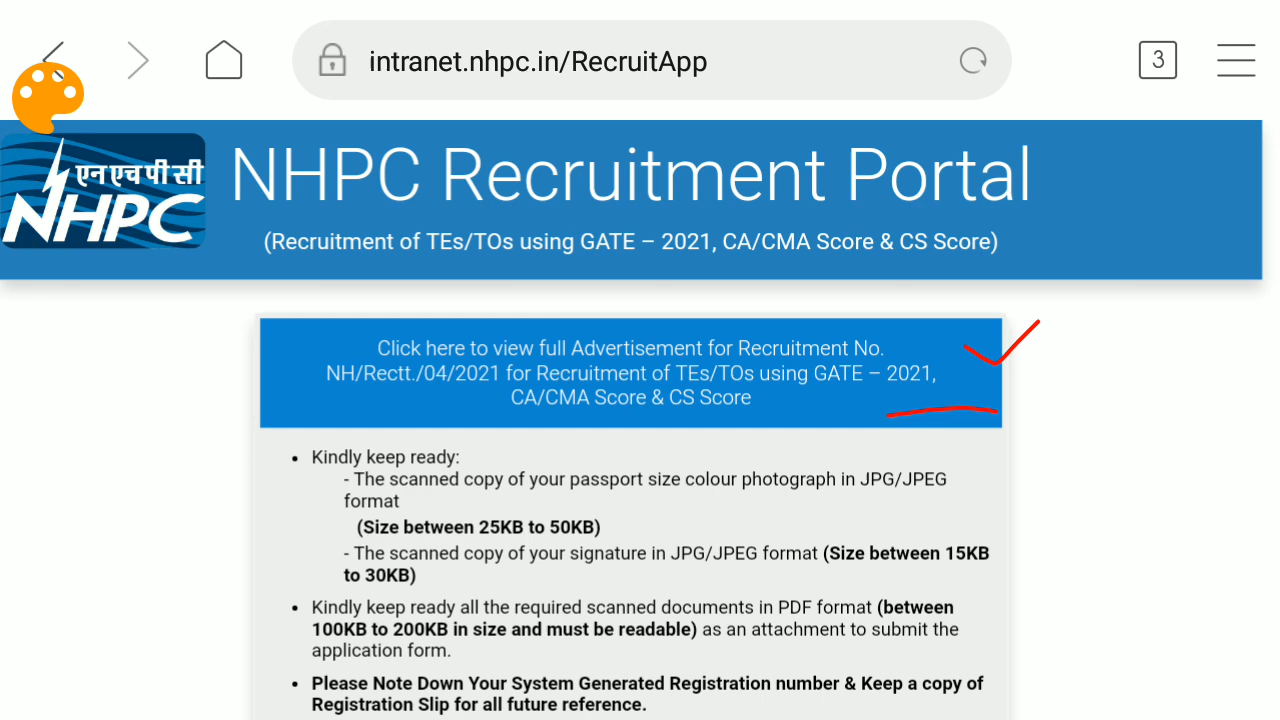 intranet.nhpc.in/RecruitApp
3
एन एच पी सी
NHPC
NHPC Recruitment Portal
(Recruitment of TEs/TOs using GATE – 2021, CA/CMA Score & CS Score)
Click here to view full Advertisement for Recruitment No.
NH/Rectt./04/2021 for Recruitment of TEs/TOs using GATE – 2021,
CA/CMA Score & CS Score
• Kindly keep ready:
- The scanned copy of your passport size colour photograph in JPG/JPEG
format
(Size between 25KB to 50KB)
- The scanned copy of your signature in JPG/JPEG format (Size between 15KB
to 30KB)
• Kindly keep ready all the required scanned documents in PDF format (between
100KB to 200KB in size and must be readable) as an attachment to submit the
application form.
• Please Note Down Your System Generated Registration number & Keep a copy of
Registration Slip for all future reference.